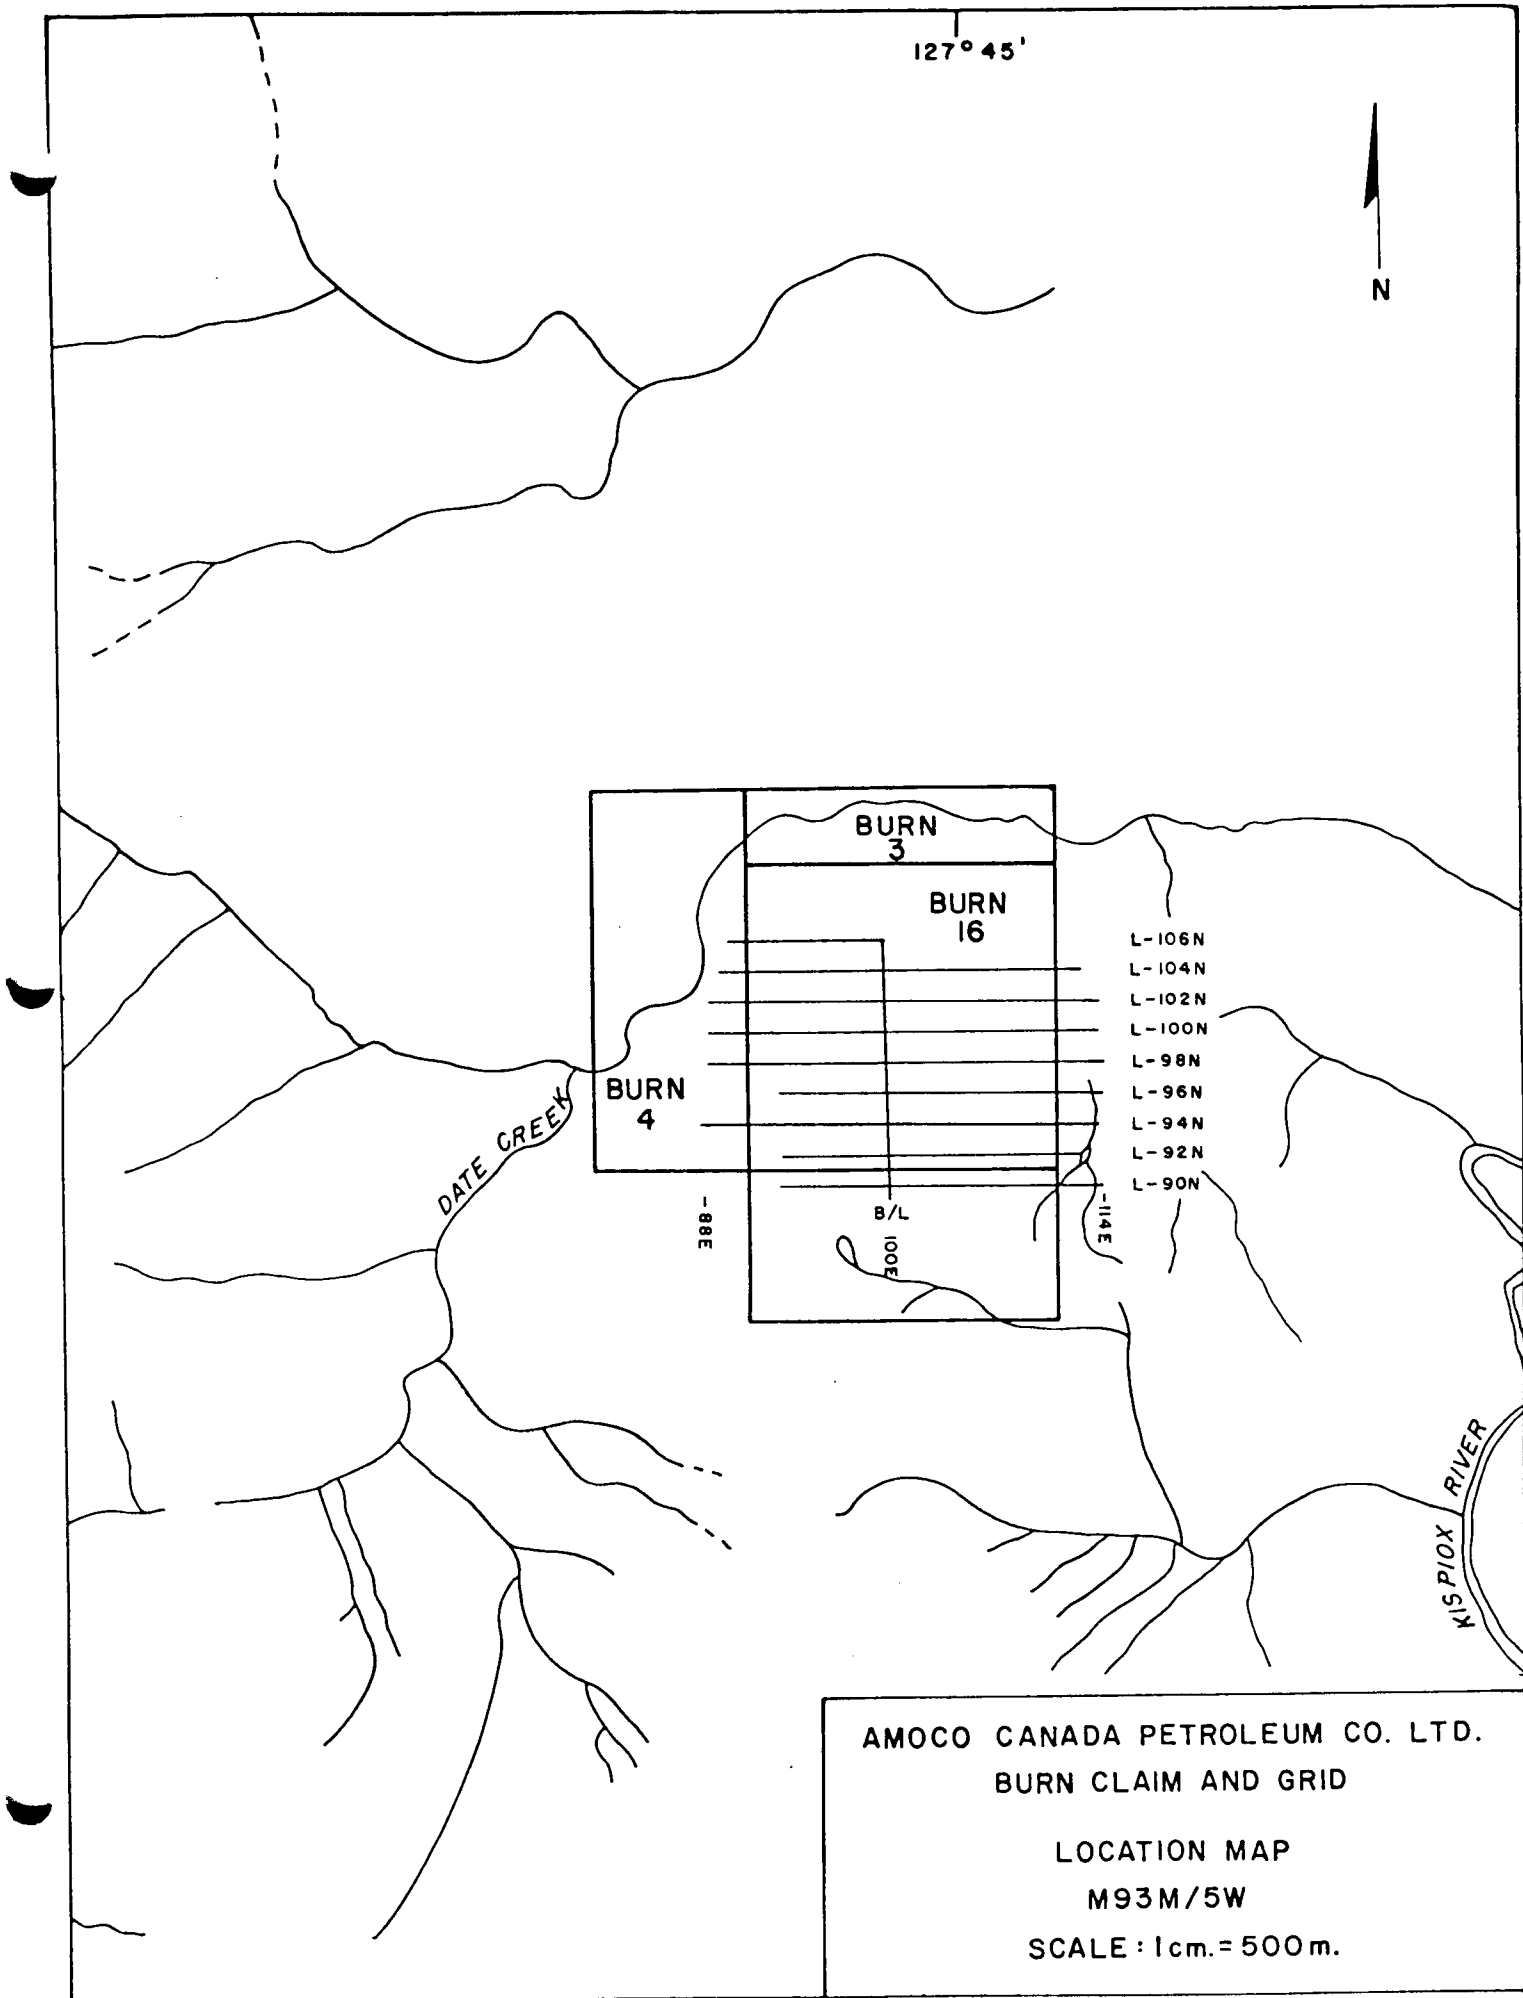 127° 45'
N
BURN
3
BURN
16
L-106N
L-104N
L-102N
L-100N
L-98N
L-96N
L-94N
L-92N
L-90N
BURN
4
DATE CREEK
-88E
B/L
100E
-114E
KISPIOX RIVER
AMOCO CANADA PETROLEUM CO. LTD.
BURN CLAIM AND GRID
LOCATION MAP
M93M/5W
SCALE : 1cm. = 500m.